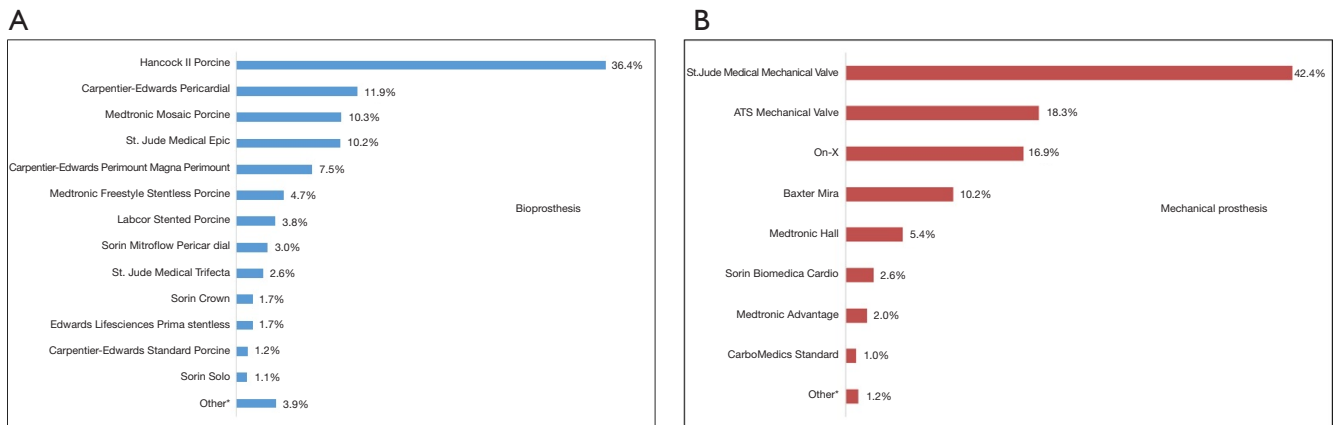 A
Hancock II Porcine 36.4%
Carpentier-Edwards Pericardial 11.9%
Medtronic Mosaic Porcine 10.3%
St. Jude Medical Epic 10.2%
Carpentier-Edwards Perimount Magna Perimount 7.5%
Medtronic Freestyle Stentless Porcine 4.7%
Bioprosthesis
Labcor Stented Porcine 3.8%
Sorin Mitroflow Pericar dial 3.0%
St. Jude Medical Trifecta 2.6%
Sorin Crown 1.7%
Edwards Lifesciences Prima stentless 1.7%
Carpentier-Edwards Standard Porcine 1.2%
Sorin Solo 1.1%
Other* 3.9%
B
St.Jude Medical Mechanical Valve 42.4%
ATS Mechanical Valve 18.3%
On-X 16.9%
Baxter Mira 10.2%
Mechanical prosthesis
Medtronic Hall 5.4%
Sorin Biomedica Cardio 2.6%
Medtronic Advantage 2.0%
CarboMedics Standard 1.0%
Other* 1.2%